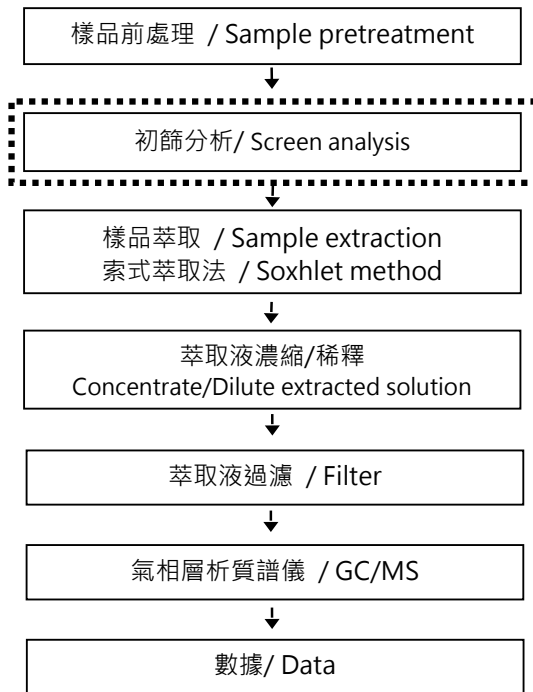 樣品前處理 / Sample pretreatment
初篩分析/ Screen analysis
樣品萃取 / Sample extraction
索式萃取法 / Soxhlet method
萃取液濃縮/稀釋
Concentrate/Dilute extracted solution
萃取液過濾 / Filter
氣相層析質譜儀 / GC/MS
數據/ Data